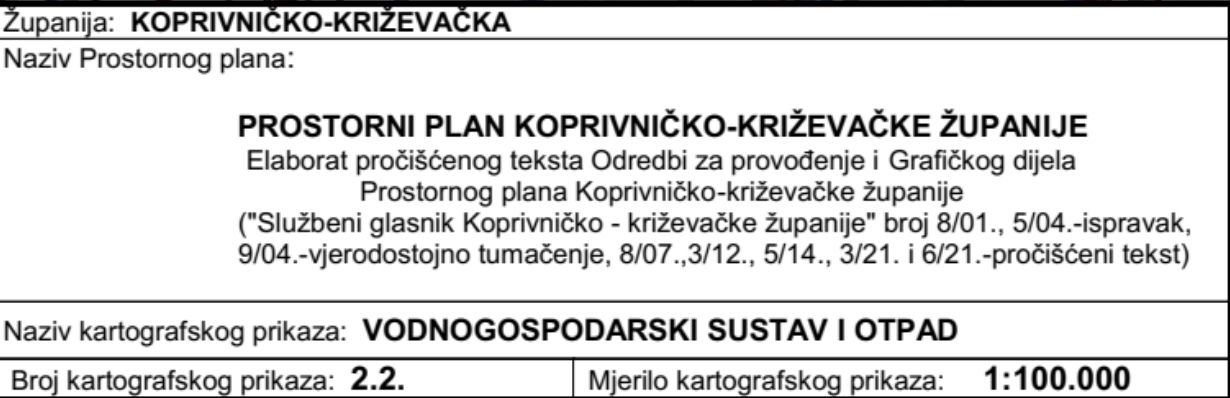 Županija: KOPRIVNIČKO-KRIŽEVAČKA
Naziv Prostornog plana:
PROSTORNI PLAN KOPRIVNIČKO-KRIŽEVAČKE ŽUPANIJE
Elaborat pročišćenog teksta Odredbi za provođenje i Grafičkog dijela
Prostornog plana Koprivničko-križevačke županije
("Službeni glasnik Koprivničko - križevačke županije" broj 8/01., 5/04.-ispravak,
9/04.-vjerodostojno tumačenje, 8/07.,3/12., 5/14., 3/21. i 6/21.-pročišćeni tekst)
Naziv kartografskog prikaza: VODNOGOSPODARSKI SUSTAV I OTPAD
Broj kartografskog prikaza: 2.2. Mjerilo kartografskog prikaza: 1:100.000